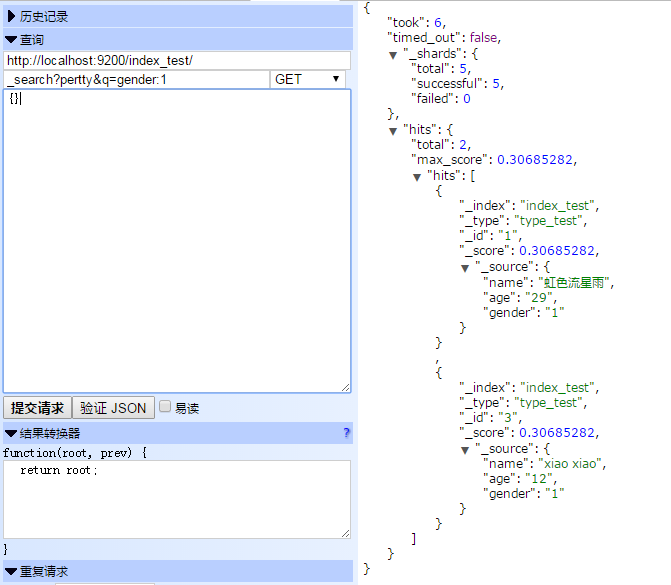 历史记录
查询
http://localhost:9200/index_test/
_search?pertty&q=gender:1
GET
{}
提交请求
验证 JSON
易读
结果转换器
?
function(root, prev) {
return root;
}
重复请求
{
"took": 6,
"timed_out": false,
"_shards": {
"total": 5,
"successful": 5,
"failed": 0
},
"hits": {
"total": 2,
"max_score": 0.30685282,
"hits": [
{
"_index": "index_test",
"_type": "type_test",
"_id": "1",
"_score": 0.30685282,
"_source": {
"name": "虹色流星雨",
"age": "29",
"gender": "1"
}
}
,
{
"_index": "index_test",
"_type": "type_test",
"_id": "3",
"_score": 0.30685282,
"_source": {
"name": "xiao xiao",
"age": "12",
"gender": "1"
}
}
]
}
}